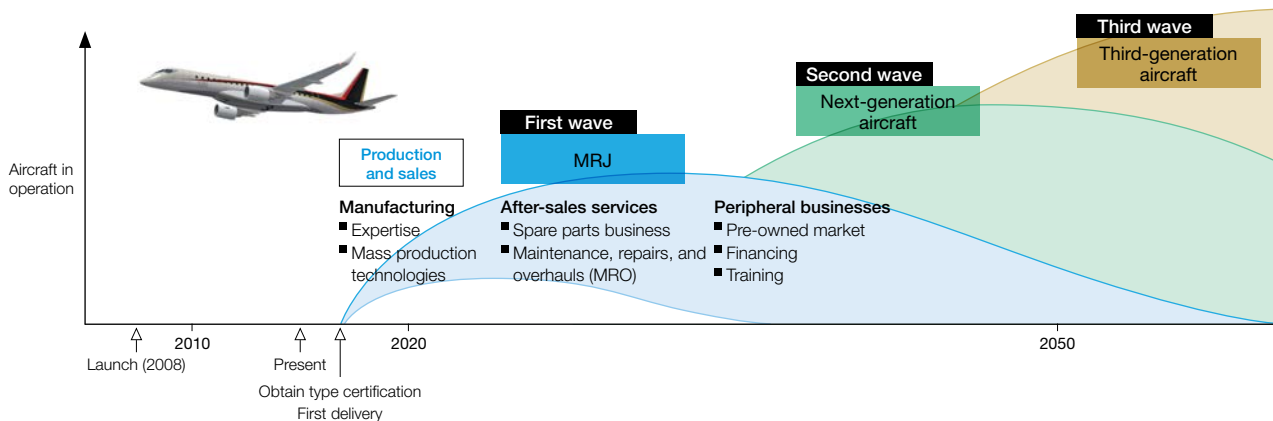 Third wave
Third-generation
aircraft
Second wave
Next-generation
aircraft
First wave
MRJ
Production
and sales
Aircraft in
operation
Manufacturing
■ Expertise
■ Mass production
technologies
After-sales services
■ Spare parts business
■ Maintenance, repairs, and
overhauls (MRO)
Peripheral businesses
■ Pre-owned market
■ Financing
■ Training
2010
2020
2050
Launch (2008)
Present
Obtain type certification
First delivery